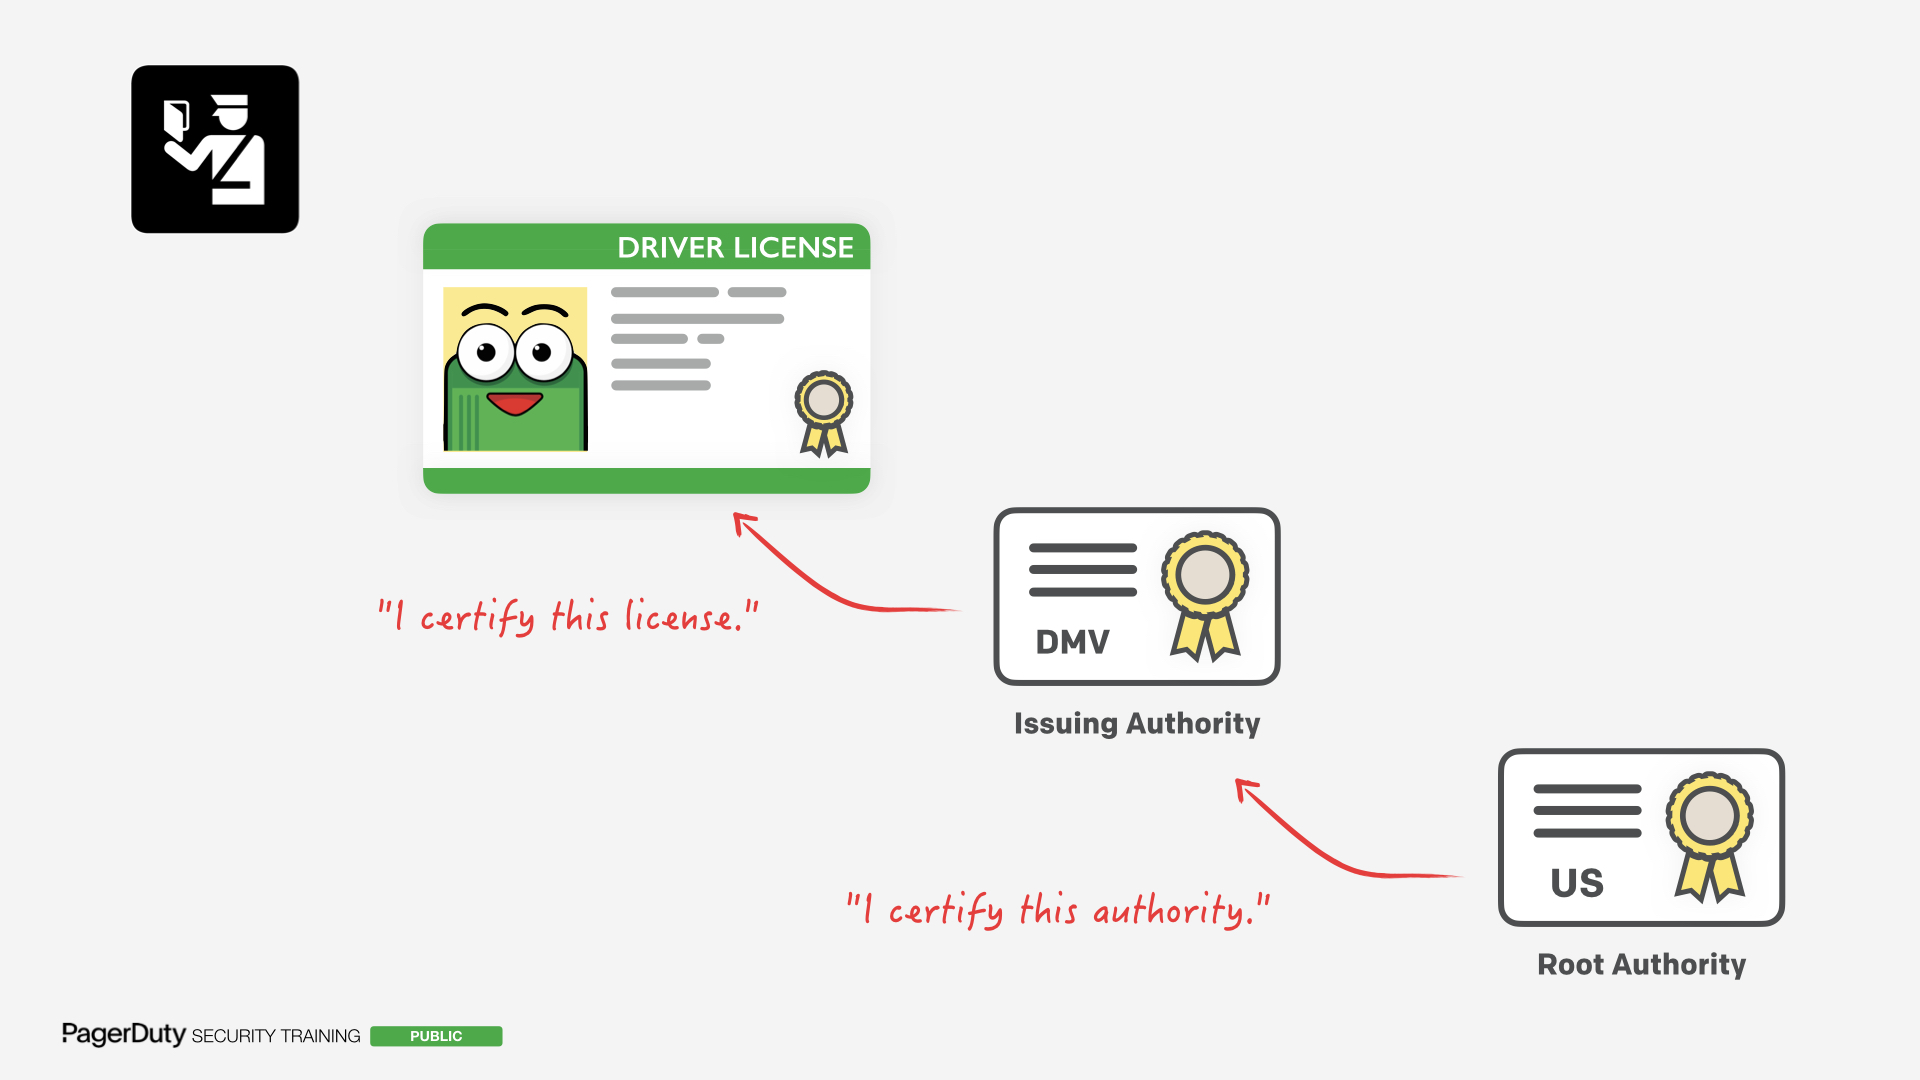 DRIVER LICENSE
"I certify this license."
DMV
Issuing Authority
"I certify this authority."
US
Root Authority
PagerDuty SECURITY TRAINING PUBLIC